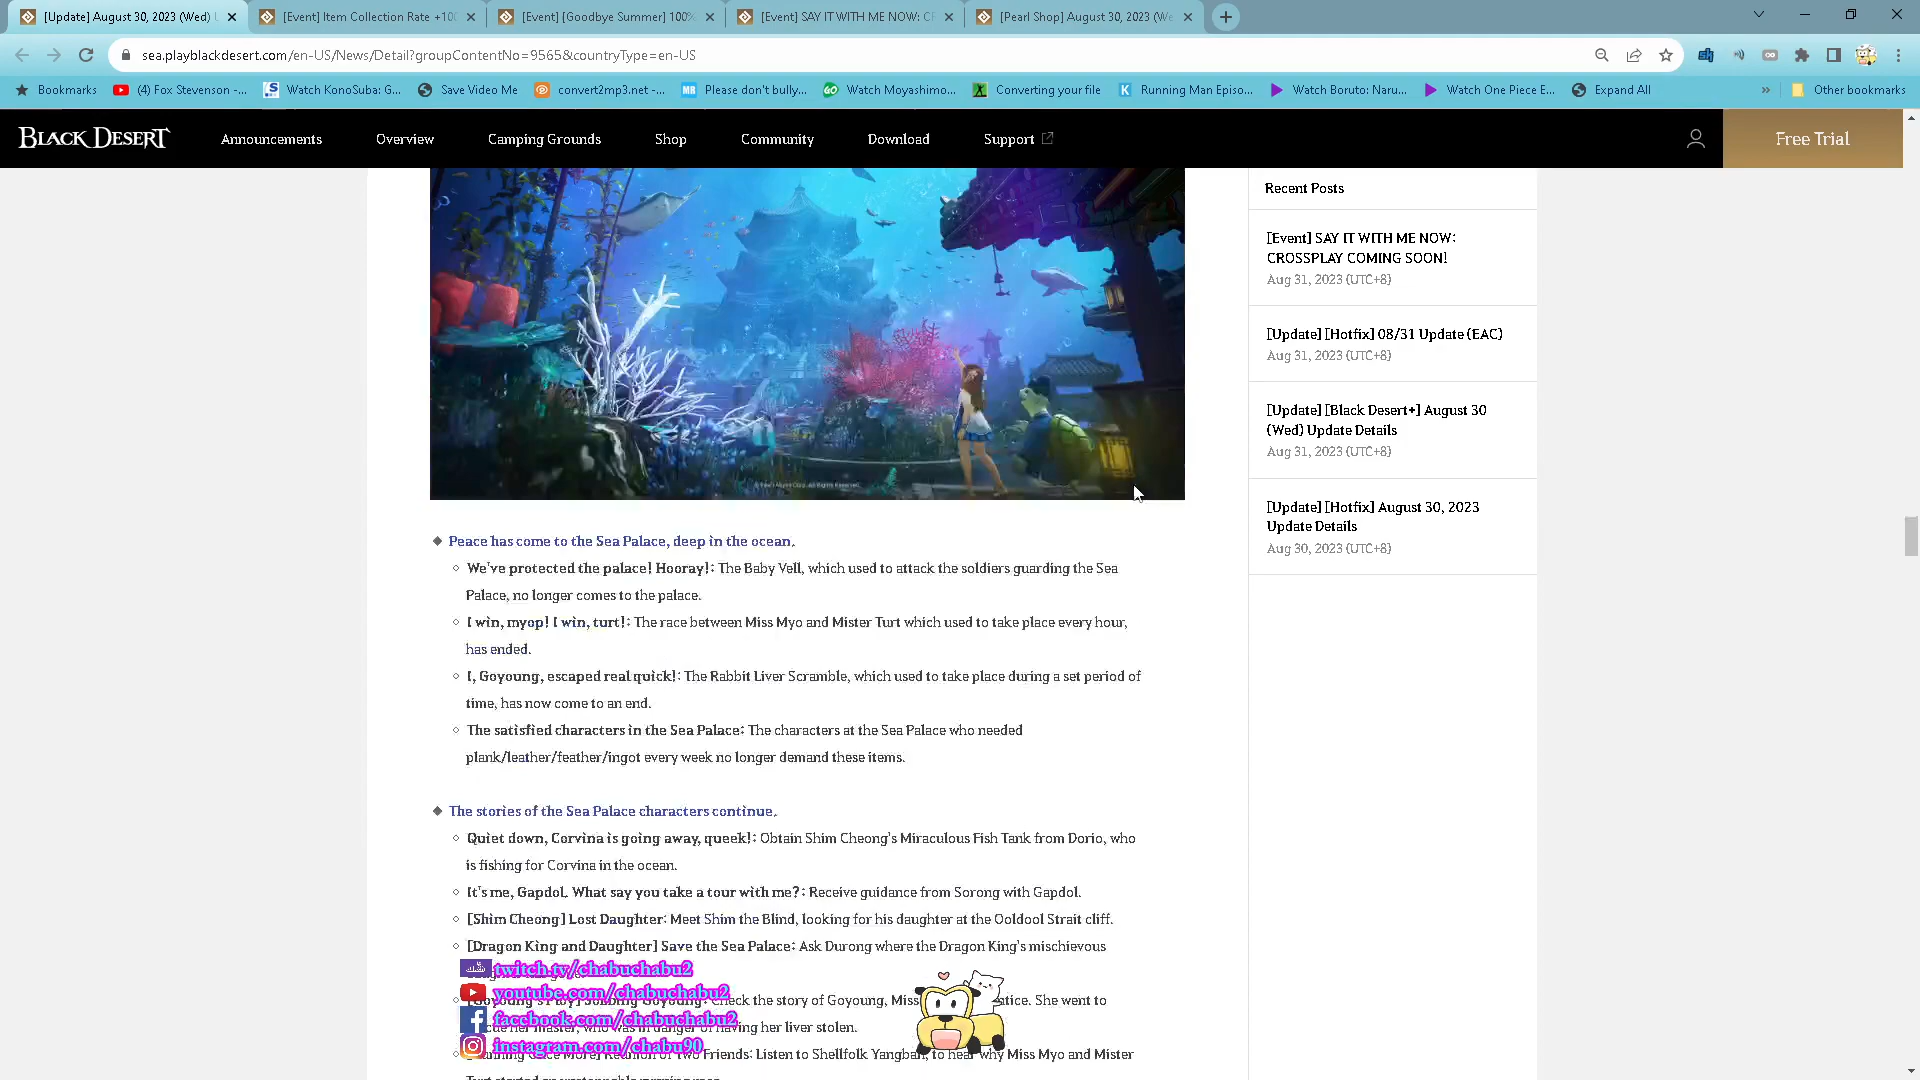 [Update] August 30, 2023 (Wed)
[Event] Item Collection Rate +100
[Event] [Goodbye Summer] 100%
[Event] SAY IT WITH ME NOW: CR
[Pearl Shop] August 30, 2023 (We
sea.playblackdesert.com/en-US/News/Detail?groupContentNo=9565&countryType=en-US
Bookmarks
(4) Fox Stevenson -...
Watch KonoSuba: G...
Save Video Me
convert2mp3.net -...
Please don't bully...
Watch Moyashimo...
Converting your file
Running Man Episo...
Watch Boruto: Naru...
Watch One Piece E...
Expand All
Other bookmarks
BLACK DESERT
Announcements
Overview
Camping Grounds
Shop
Community
Download
Support
Free Trial
Recent Posts
[Event] SAY IT WITH ME NOW:
CROSSPLAY COMING SOON!
Aug 31, 2023 (UTC+8)
[Update] [Hotfix] 08/31 Update (EAC)
Aug 31, 2023 (UTC+8)
[Update] [Black Desert+] August 30
(Wed) Update Details
Aug 31, 2023 (UTC+8)
[Update] [Hotfix] August 30, 2023
Update Details
Aug 30, 2023 (UTC+8)
Peace has come to the Sea Palace, deep in the ocean.
We've protected the palace! Hooray!: The Baby Vell, which used to attack the soldiers guarding the Sea
Palace, no longer comes to the palace.
I win, myop! I win, turt!: The race between Miss Myo and Mister Turt which used to take place every hour,
has ended.
I, Goyoung, escaped real quick!: The Rabbit Liver Scramble, which used to take place during a set period of
time, has now come to an end.
The satisfied characters in the Sea Palace: The characters at the Sea Palace who needed
plank/leather/feather/ingot every week no longer demand these items.
The stories of the Sea Palace characters continue.
Quiet down, Corvina is going away, queek!: Obtain Shim Cheong's Miraculous Fish Tank from Dorio, who
is fishing for Corvina in the ocean.
It's me, Gapdol. What say you take a tour with me?: Receive guidance from Sorong with Gapdol.
[Shim Cheong] Lost Daughter: Meet Shim the Blind, looking for his daughter at the Ooldool Strait cliff.
[Dragon King and Daughter] Save the Sea Palace: Ask Durong where the Dragon King's mischievous
twitch.tv/chabuchabu2
youtube.com/chabuchabu2
Check the story of Goyoung, Miss
She went to
facebook.com/chabuchabu2
having her liver stolen.
instagram.com/chabu90
Friends: Listen to Shellfolk Yangban, to hear why Miss Myo and Mister